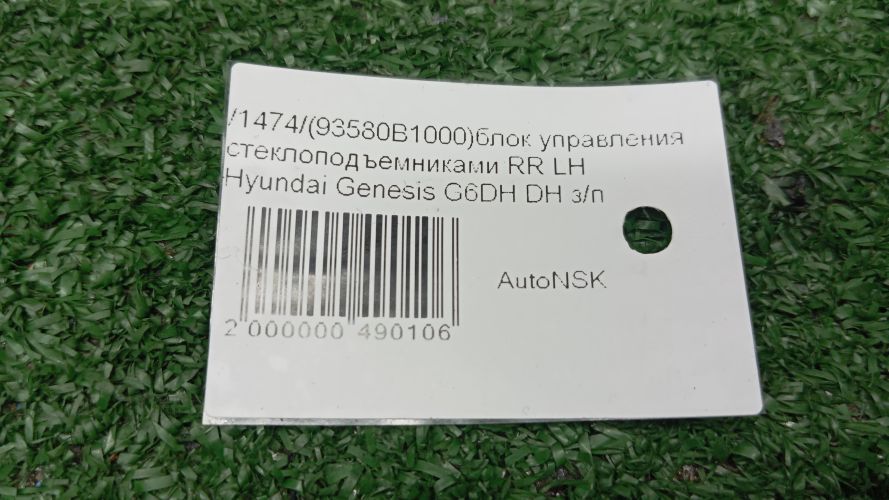 /1474/(93580B1000)блок управления
стеклоподъемниками RR LH
Hyundai Genesis G6DH DH з/п
AutoNSK
2 000000 490106